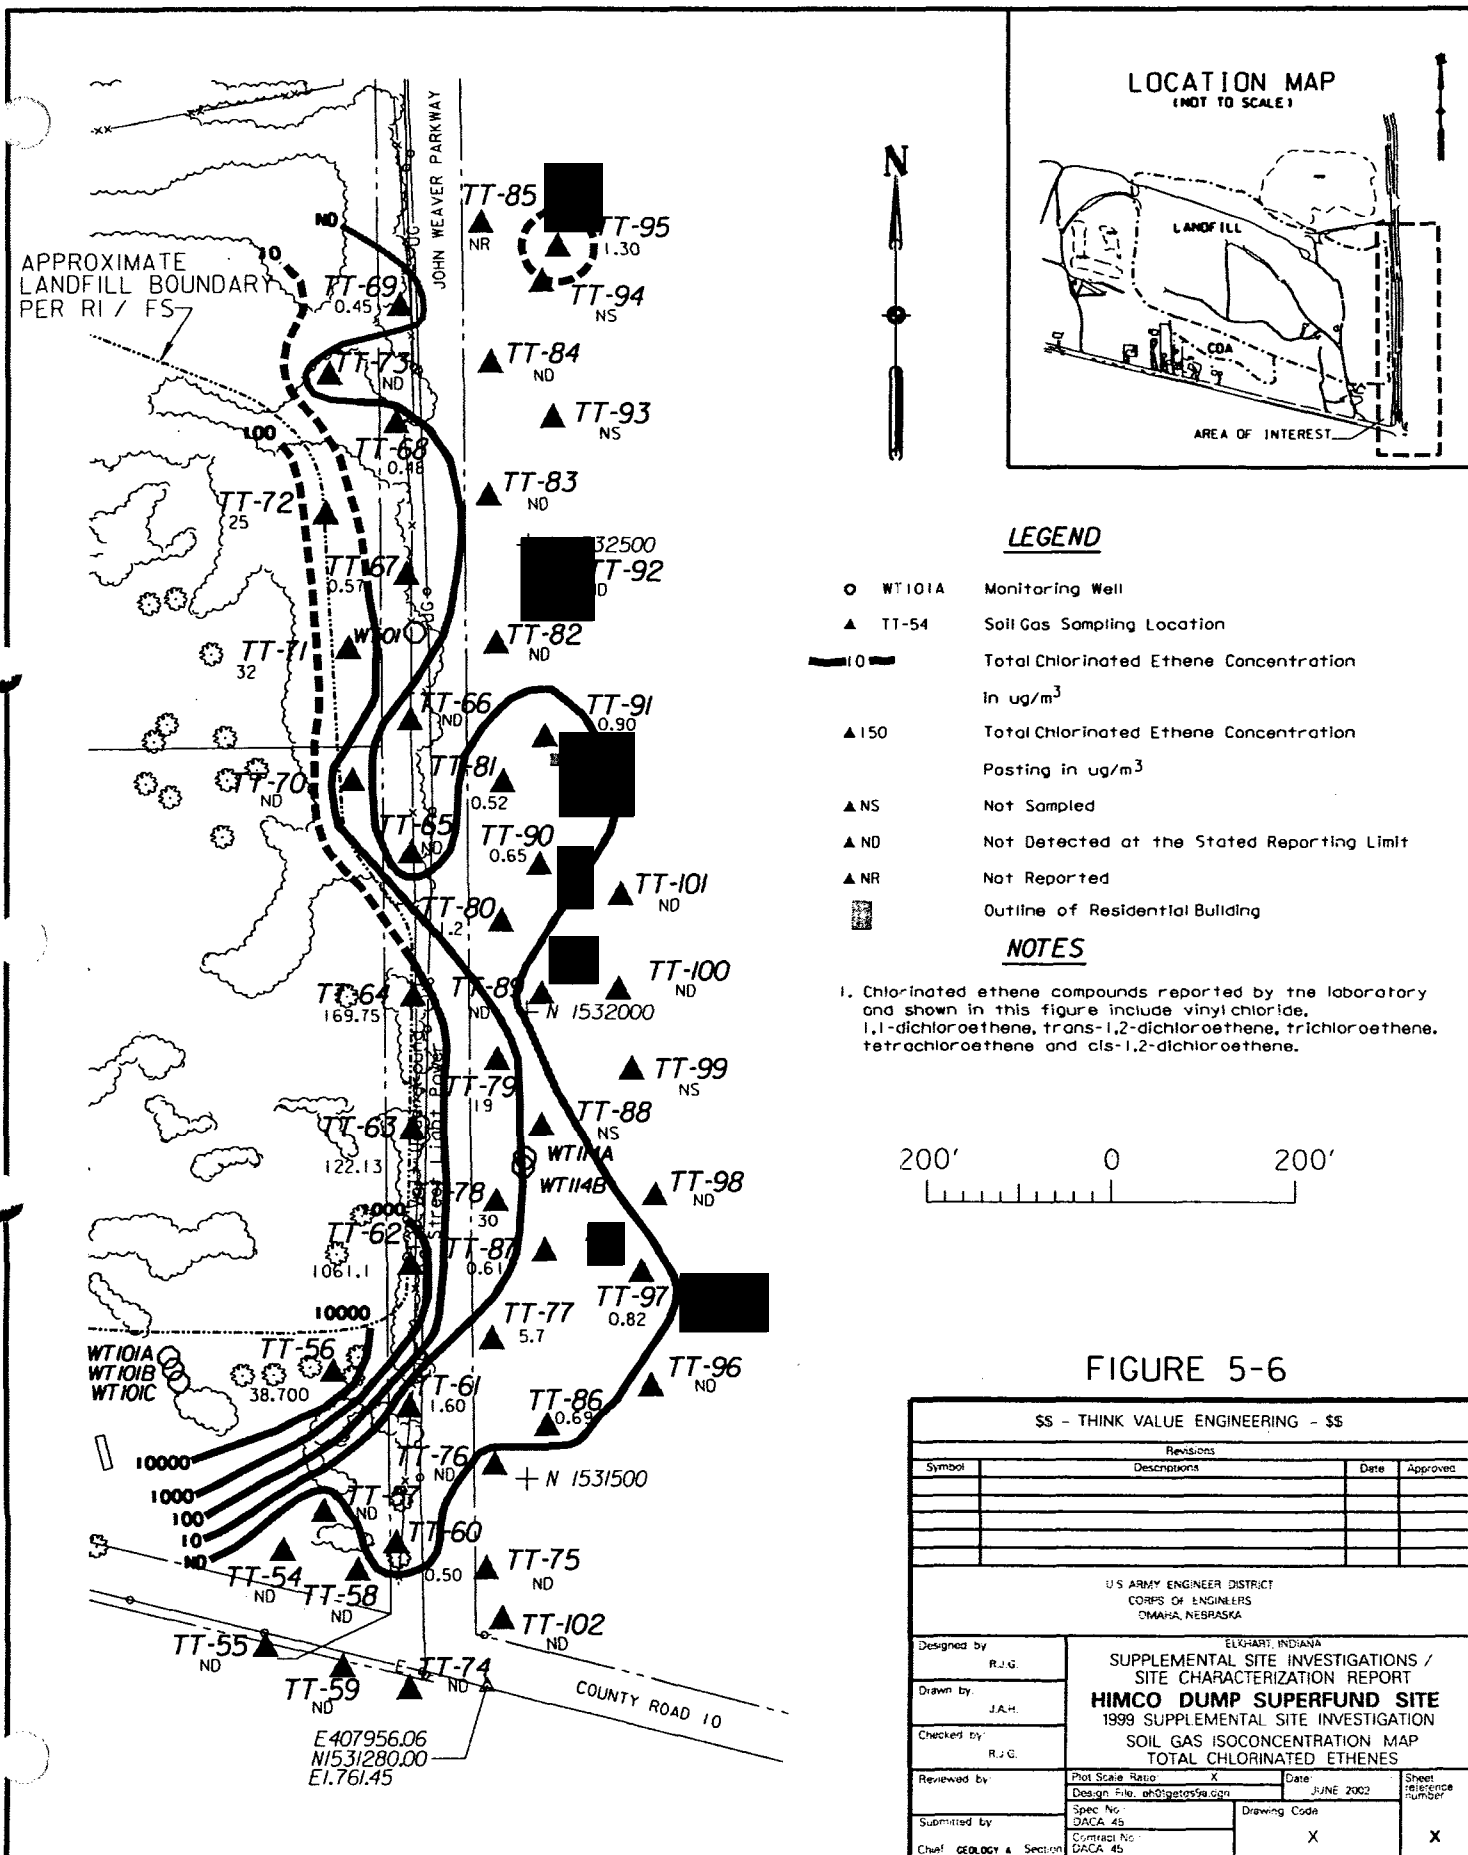 LOCATION MAP
(NOT TO SCALE)
LANDFILL
CDA
AREA OF INTEREST
N
APPROXIMATE
LANDFILL BOUNDARY
PER RI / FS
JOHN WEAVER PARKWAY
UG
ND
10
100
TT-85
NR
TT-95
1.30
TT-94
NS
TT-69
0.45
TT-84
ND
TT-73
ND
TT-93
NS
TT-68
0.48
TT-83
ND
TT-72
25
32500
TT-67
0.57
TT-92
UG
WT101
TT-82
ND
TT-71
32
TT-66
ND
TT-91
0.90
TT-81
0.52
TT-70
ND
TT-65
ND
TT-90
0.65
TT-101
ND
TT-80
1.2
TT-100
ND
TT-64
169.75
TT-89
ND
N 1532000
TT-99
NS
TT-79
19
Street Light Power
TT-88
NS
TT-63
122.13
WT114A
WT114B
TT-98
ND
TT-78
30
1000
TT-62
1061.1
TT-87
0.61
TT-97
0.82
TT-77
5.7
10000
TT-56
38.700
WT101A
WT101B
WT101C
TT-96
ND
T-61
1.60
TT-86
0.69
TT-76
ND
N 1531500
10000
1000
100
10
ND
TT-57
ND
TT-60
0.50
TT-54
ND
TT-58
ND
TT-75
ND
TT-102
ND
TT-55
ND
TT-59
ND
TT-74
ND
COUNTY ROAD 10
E407956.06
N1531280.00
E1.761.45
LEGEND
WT101A Monitoring Well
TT-54 Soil Gas Sampling Location
10 Total Chlorinated Ethene Concentration
in ug/m³
150 Total Chlorinated Ethene Concentration
Posting in ug/m³
NS Not Sampled
ND Not Detected at the Stated Reporting Limit
NR Not Reported
Outline of Residential Building
NOTES
1. Chlorinated ethene compounds reported by the laboratory
and shown in this figure include vinyl chloride,
1,1-dichloroethene, trans-1,2-dichloroethene, trichloroethene,
tetrachloroethene and cis-1,2-dichloroethene.
200' 0 200'
FIGURE 5-6
$$ - THINK VALUE ENGINEERING - $$
Revisions
Symbol Descriptions Date Approved
U S ARMY ENGINEER DISTRICT
CORPS OF ENGINEERS
OMAHA, NEBRASKA
Designed by
R.J.G.
Drawn by
J.A.H.
Checked by
R.J.G.
Reviewed by
Submitted by
Chief GEOLOGY & Section
ELKHART, INDIANA
SUPPLEMENTAL SITE INVESTIGATIONS /
SITE CHARACTERIZATION REPORT
HIMCO DUMP SUPERFUND SITE
1999 SUPPLEMENTAL SITE INVESTIGATION
SOIL GAS ISOCONCENTRATION MAP
TOTAL CHLORINATED ETHENES
Plot Scale Ratio X
Date JUNE 2002
Sheet reference number
Design File
Spec No
DACA 45
Drawing Code
X
X
Contract No
DACA 45